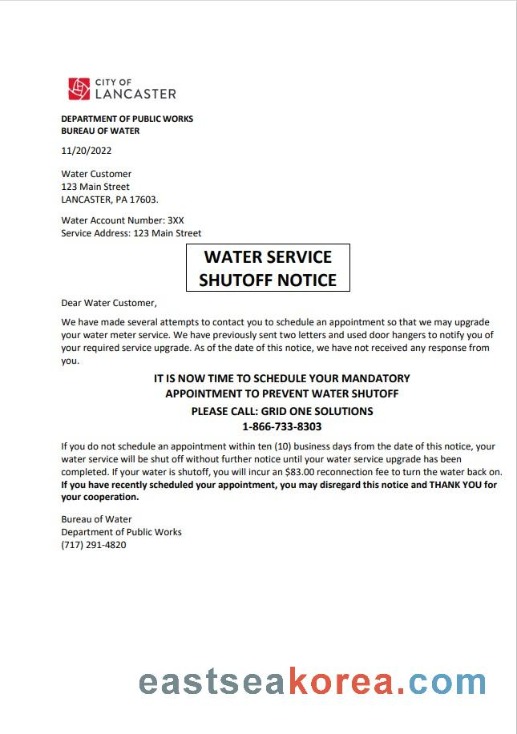 CITY OF
LANCASTER
DEPARTMENT OF PUBLIC WORKS
BUREAU OF WATER
11/20/2022
Water Customer
123 Main Street
LANCASTER, PA 17603.
Water Account Number: 3XX
Service Address: 123 Main Street
WATER SERVICE
SHUTOFF NOTICE
Dear Water Customer,
We have made several attempts to contact you to schedule an appointment so that we may upgrade
your water meter service. We have previously sent two letters and used door hangers to notify you of
your required service upgrade. As of the date of this notice, we have not received any response from
you.
IT IS NOW TIME TO SCHEDULE YOUR MANDATORY
APPOINTMENT TO PREVENT WATER SHUTOFF
PLEASE CALL: GRID ONE SOLUTIONS
1-866-733-8303
If you do not schedule an appointment within ten (10) business days from the date of this notice, your
water service will be shut off without further notice until your water service upgrade has been
completed. If your water is shutoff, you will incur an $83.00 reconnection fee to turn the water back on.
If you have recently scheduled your appointment, you may disregard this notice and THANK YOU for
your cooperation.
Bureau of Water
Department of Public Works
(717) 291-4820
eastseakorea.com